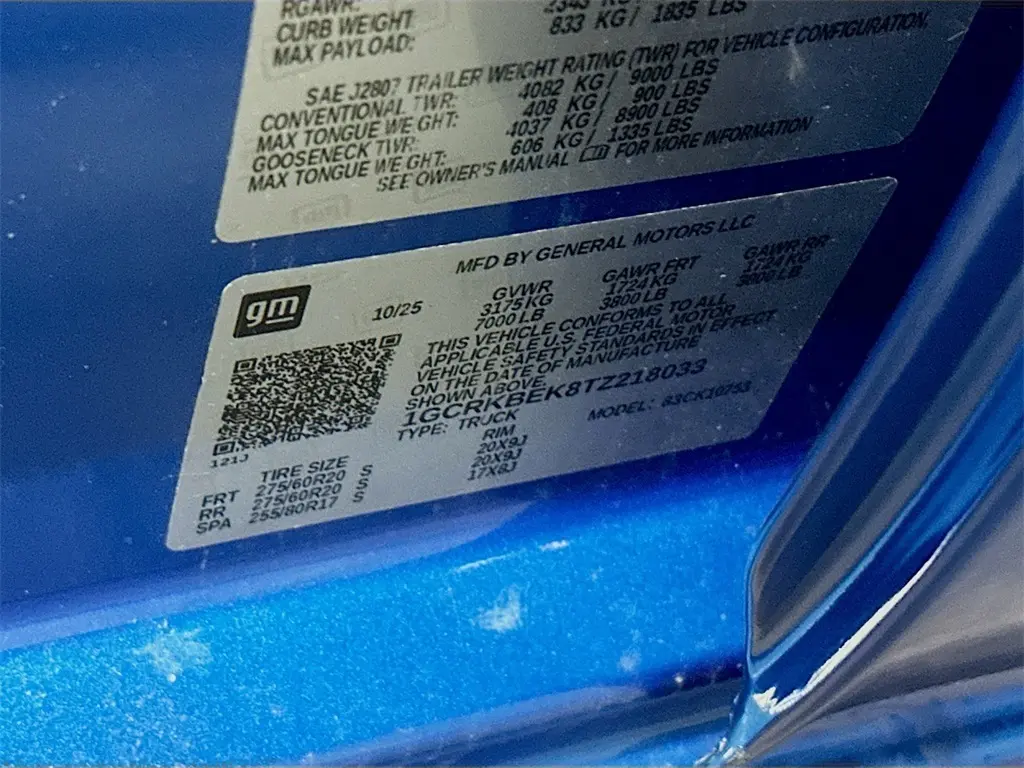 RGAWR:
CURB WEIGHT 833 KG / 1835 LBS
MAX PAYLOAD:
SAE J2807 TRAILER WEIGHT RATING (TWR) FOR VEHICLE CONFIGURATION,
CONVENTIONAL TWR: 4082 KG / 9000 LBS
MAX TONGUE WEIGHT: 408 KG / 900 LBS
GOOSENECK TWR: 4037 KG / 8900 LBS
MAX TONGUE WEIGHT: 606 KG / 1335 LBS
SEE OWNER'S MANUAL FOR MORE INFORMATION
MFD BY GENERAL MOTORS LLC
gm 10/25 GVWR GAWR FRT GAWR RR
3175 KG 1724 KG 1724 KG
7000 LB 3800 LB 3800 LB
THIS VEHICLE CONFORMS TO ALL
APPLICABLE U.S. FEDERAL MOTOR
VEHICLE SAFETY STANDARDS IN EFFECT
ON THE DATE OF MANUFACTURE
SHOWN ABOVE.
1GCRKBEK8TZ218033
TYPE: TRUCK MODEL: 83CK10753
121J
TIRE SIZE RIM
FRT 275/60R20 S 20X9J
RR 275/60R20 S 20X9J
SPA 255/80R17 S 17X8J